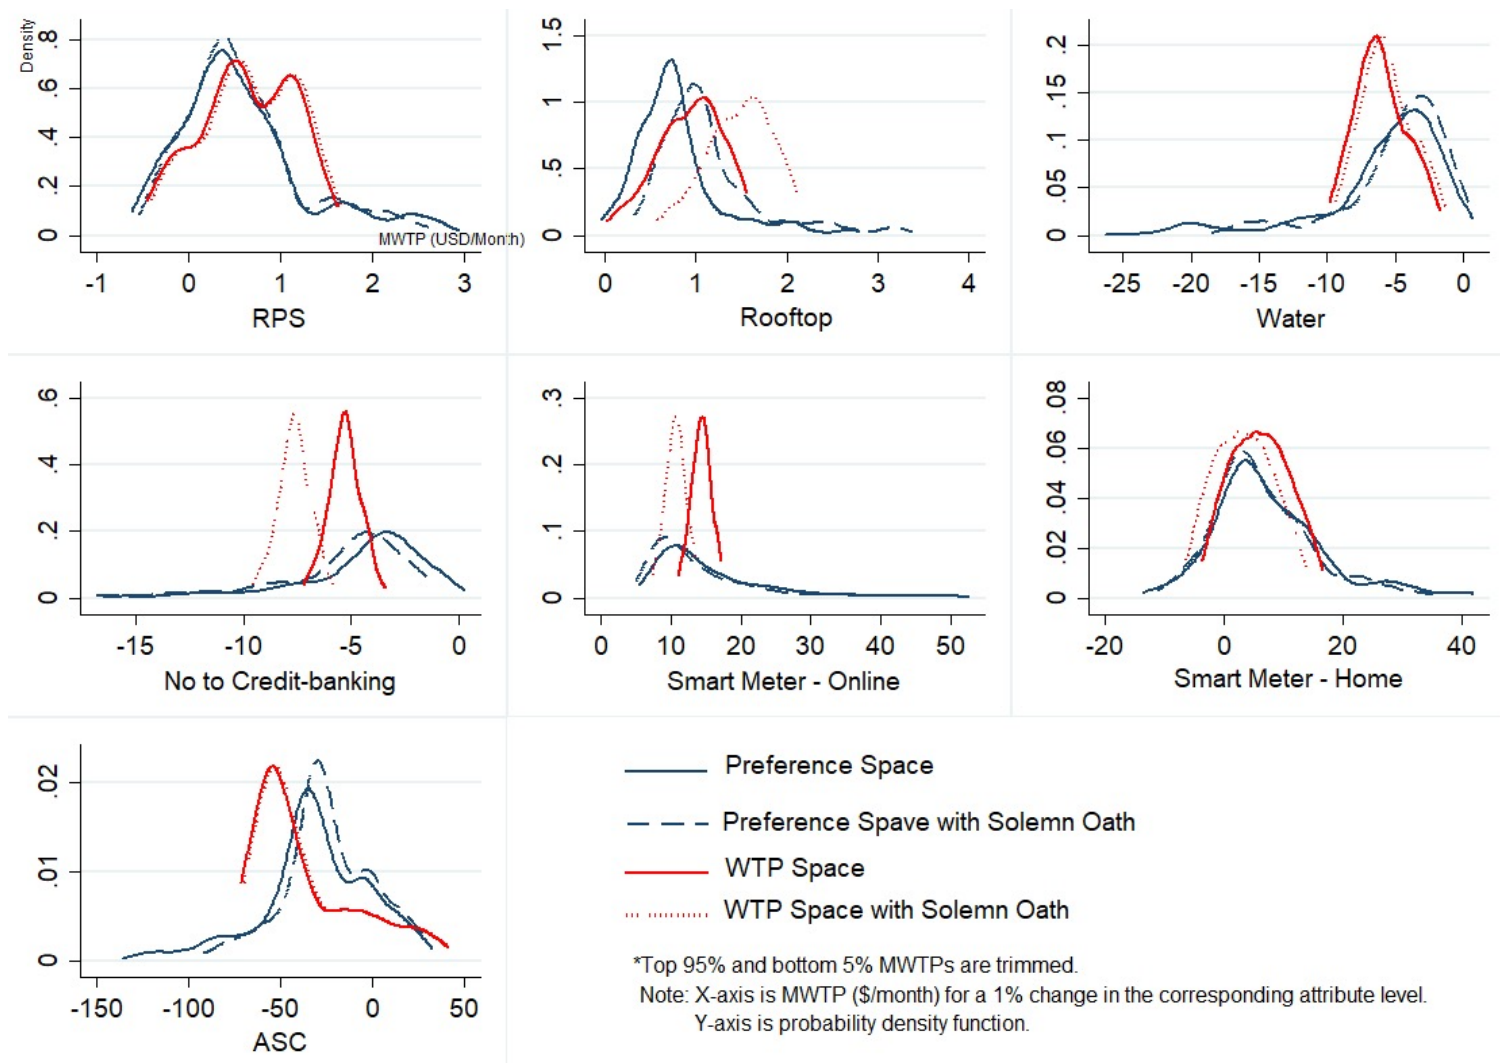 Density
.8
.6
.4
.2
0
MWTP (USD/Month)
-1 0 1 2 3
RPS
1.5
1
.5
0
0 1 2 3 4
Rooftop
.2
.15
.1
.05
0
-25 -20 -15 -10 -5 0
Water
.6
.4
.2
0
-15 -10 -5 0
No to Credit-banking
.3
.2
.1
0
0 10 20 30 40 50
Smart Meter - Online
.08
.06
.04
.02
0
-20 0 20 40
Smart Meter - Home
.02
.01
0
-150 -100 -50 0 50
ASC
Preference Space
Preference Spave with Solemn Oath
WTP Space
WTP Space with Solemn Oath
*Top 95% and bottom 5% MWTPs are trimmed.
Note: X-axis is MWTP ($/month) for a 1% change in the corresponding attribute level.
Y-axis is probability density function.